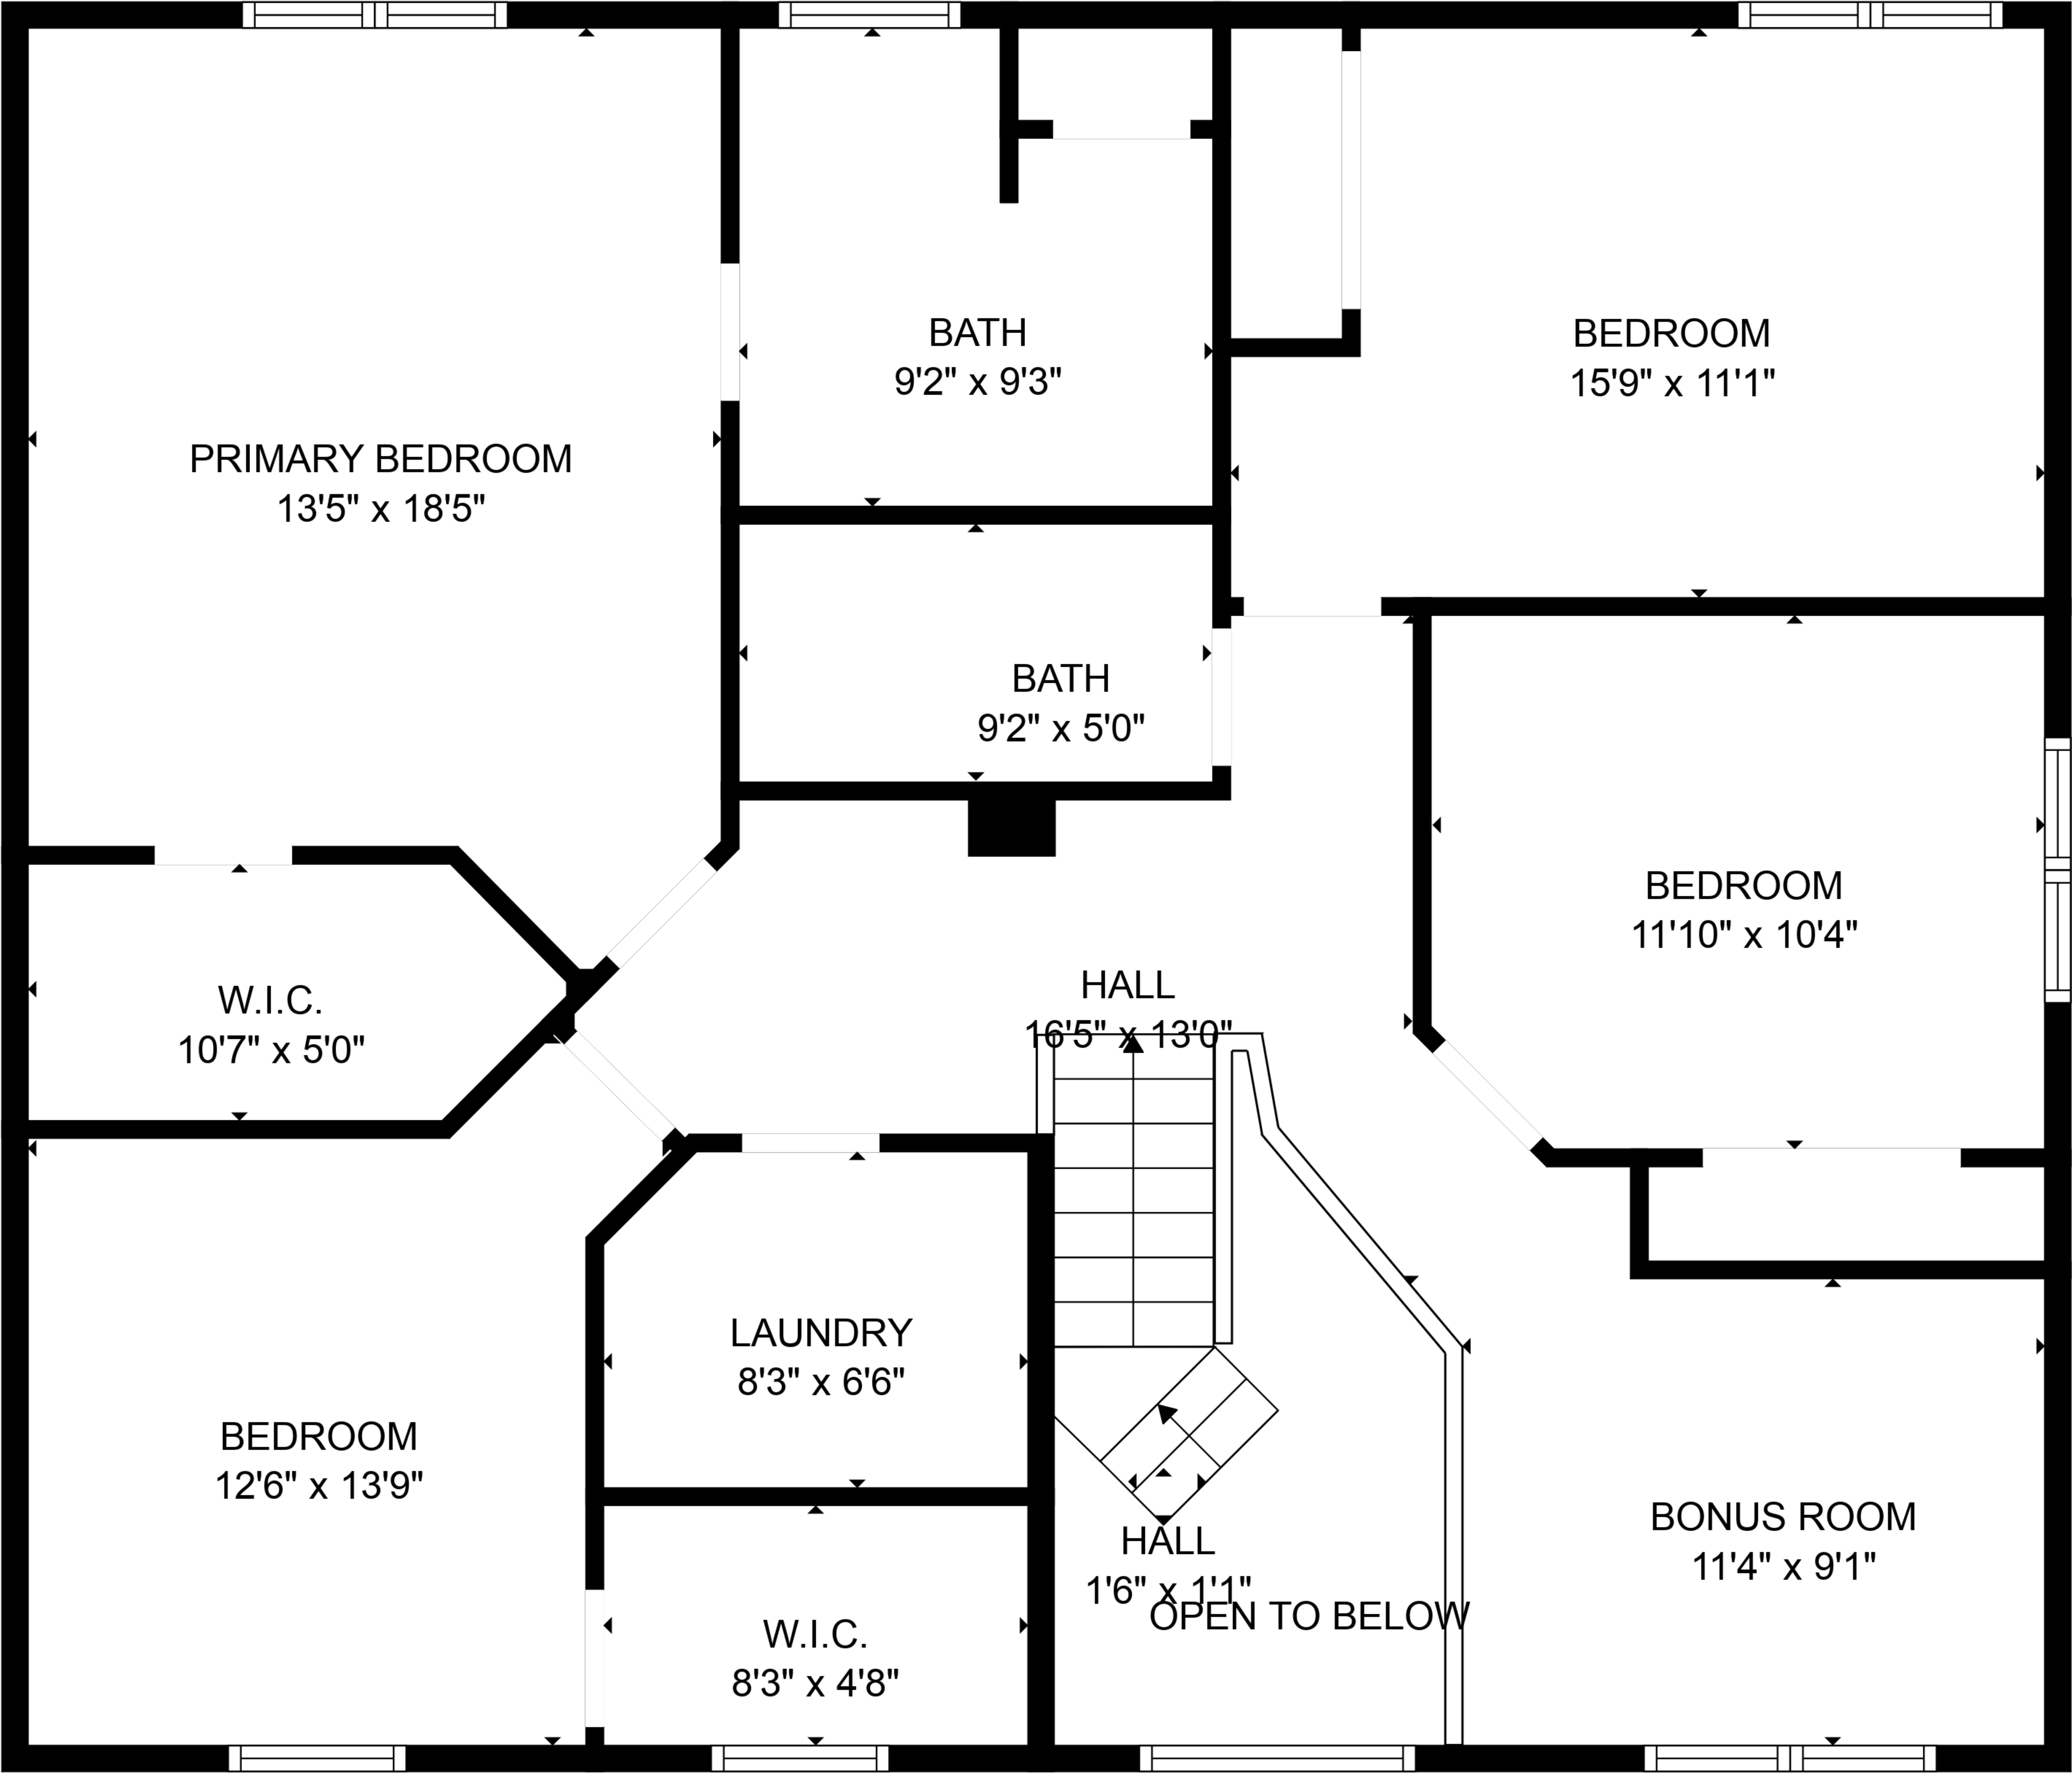 BATH
9'2" x 9'3"
BEDROOM
15'9" x 11'1"
PRIMARY BEDROOM
13'5" x 18'5"
BATH
9'2" x 5'0"
BEDROOM
11'10" x 10'4"
HALL
16'5" x 13'0"
W.I.C.
10'7" x 5'0"
LAUNDRY
8'3" x 6'6"
BEDROOM
12'6" x 13'9"
BONUS ROOM
11'4" x 9'1"
HALL
1'6" x 1'1"
OPEN TO BELOW
W.I.C.
8'3" x 4'8"